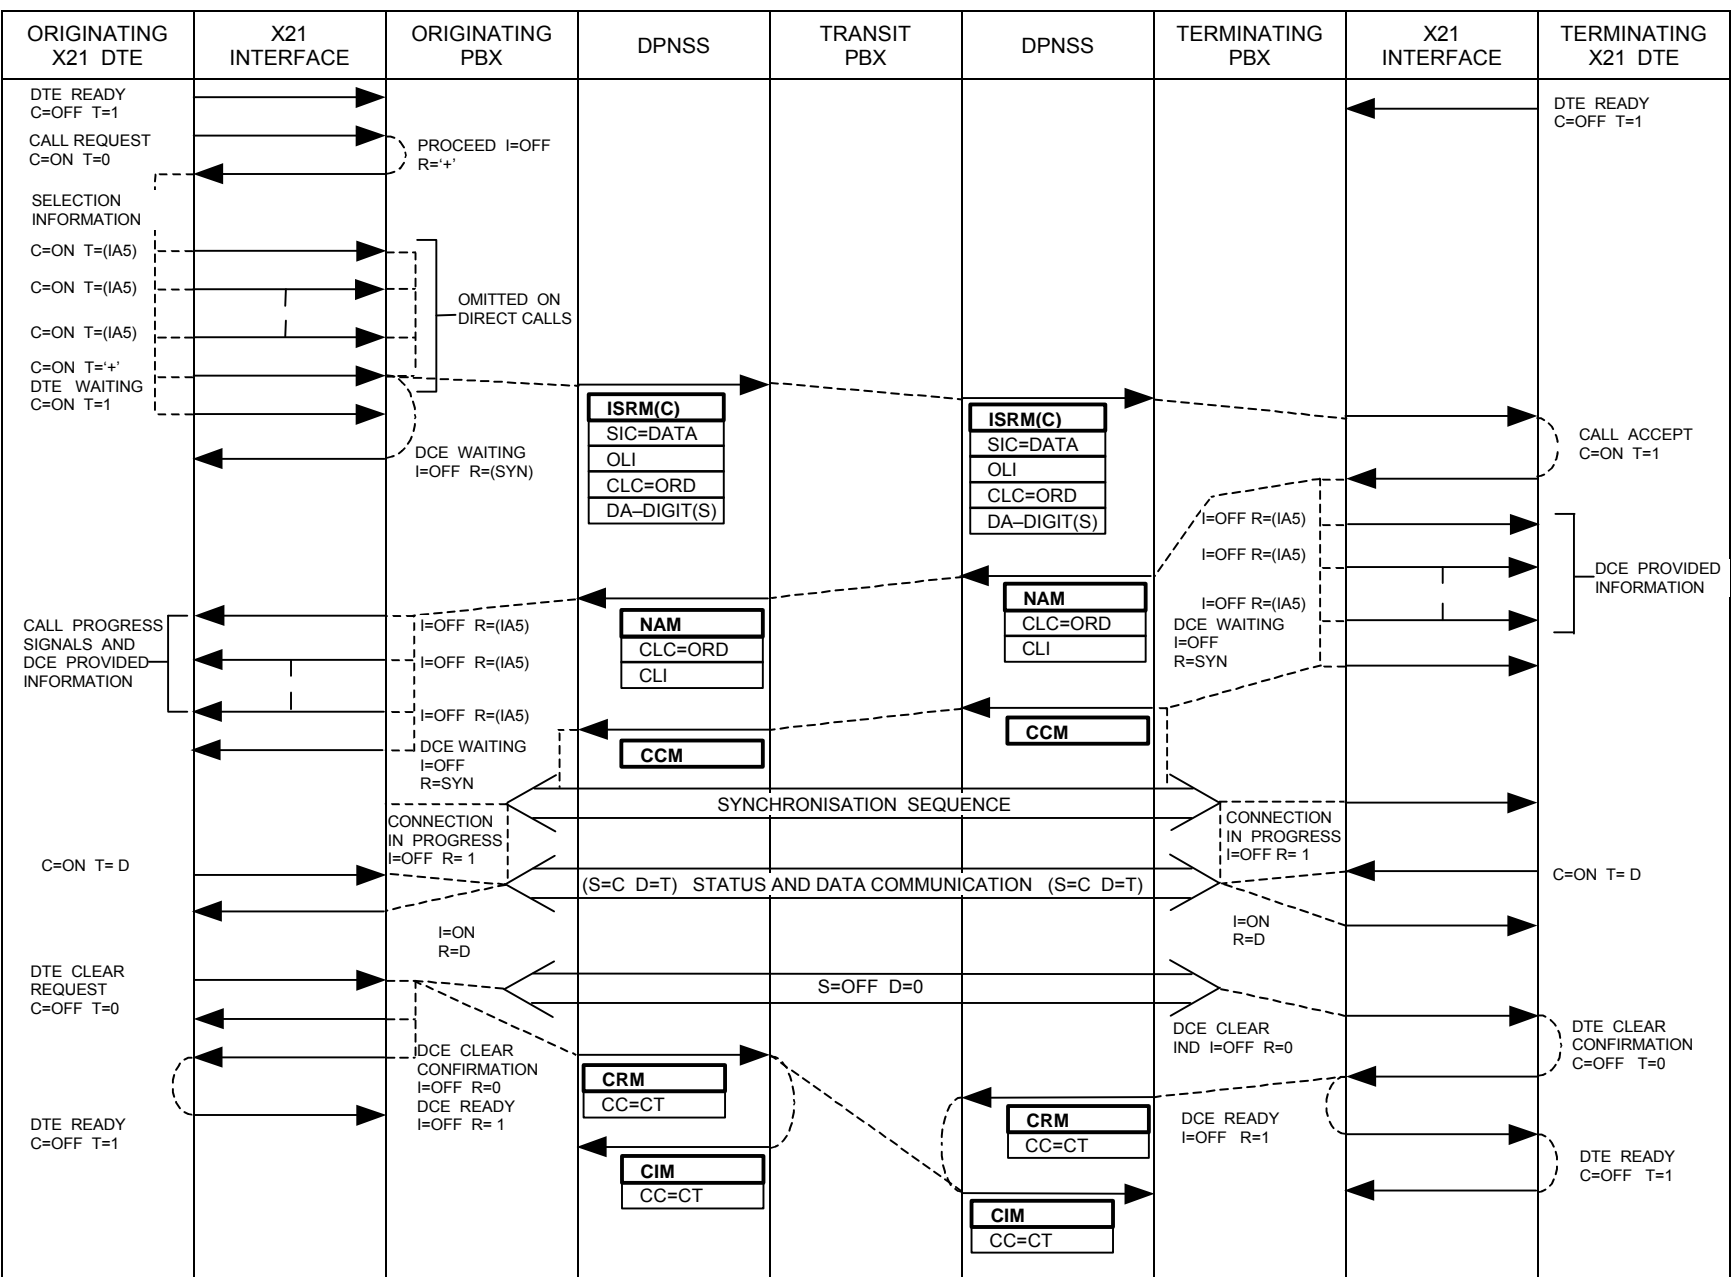 ORIGINATING
X21 DTE
X21
INTERFACE
ORIGINATING
PBX
DPNSS
TRANSIT
PBX
DPNSS
TERMINATING
PBX
X21
INTERFACE
TERMINATING
X21 DTE
DTE READY
C=OFF T=1
DTE READY
C=OFF T=1
CALL REQUEST
C=ON T=0
PROCEED I=OFF
R=‘+’
SELECTION
INFORMATION
C=ON T=(IA5)
C=ON T=(IA5)
C=ON T=(IA5)
OMITTED ON
DIRECT CALLS
C=ON T=‘+’
DTE WAITING
C=ON T=1
DCE WAITING
I=OFF R=(SYN)
ISRM(C)
SIC=DATA
OLI
CLC=ORD
DA–DIGIT(S)
ISRM(C)
SIC=DATA
OLI
CLC=ORD
DA–DIGIT(S)
CALL ACCEPT
C=ON T=1
I=OFF R=(IA5)
I=OFF R=(IA5)
I=OFF R=(IA5)
DCE WAITING
I=OFF
R=SYN
DCE PROVIDED
INFORMATION
NAM
CLC=ORD
CLI
NAM
CLC=ORD
CLI
CALL PROGRESS
SIGNALS AND
DCE PROVIDED
INFORMATION
I=OFF R=(IA5)
I=OFF R=(IA5)
I=OFF R=(IA5)
DCE WAITING
I=OFF
R=SYN
CCM
CCM
SYNCHRONISATION SEQUENCE
CONNECTION
IN PROGRESS
I=OFF R= 1
CONNECTION
IN PROGRESS
I=OFF R= 1
C=ON T= D
(S=C D=T) STATUS AND DATA COMMUNICATION (S=C D=T)
C=ON T= D
I=ON
R=D
I=ON
R=D
DTE CLEAR
REQUEST
C=OFF T=0
S=OFF D=0
DCE CLEAR
IND I=OFF R=0
DTE CLEAR
CONFIRMATION
C=OFF T=0
DCE CLEAR
CONFIRMATION
I=OFF R=0
DCE READY
I=OFF R= 1
CRM
CC=CT
CRM
CC=CT
DCE READY
I=OFF R=1
DTE READY
C=OFF T=1
CIM
CC=CT
DTE READY
C=OFF T=1
CIM
CC=CT